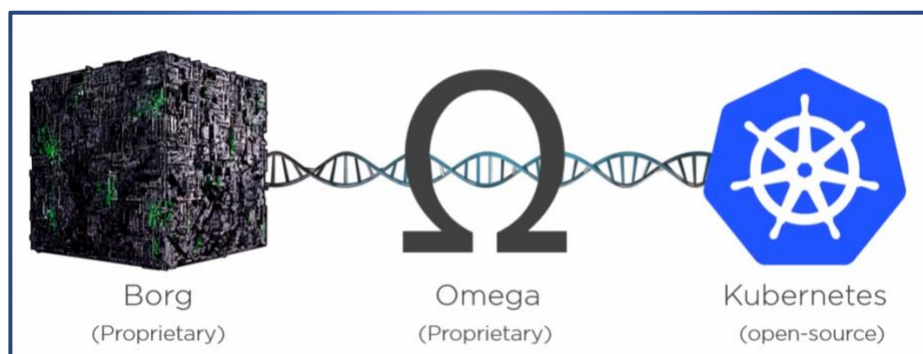 Ω
Borg
(Proprietary)
Omega
(Proprietary)
Kubernetes
(open-source)